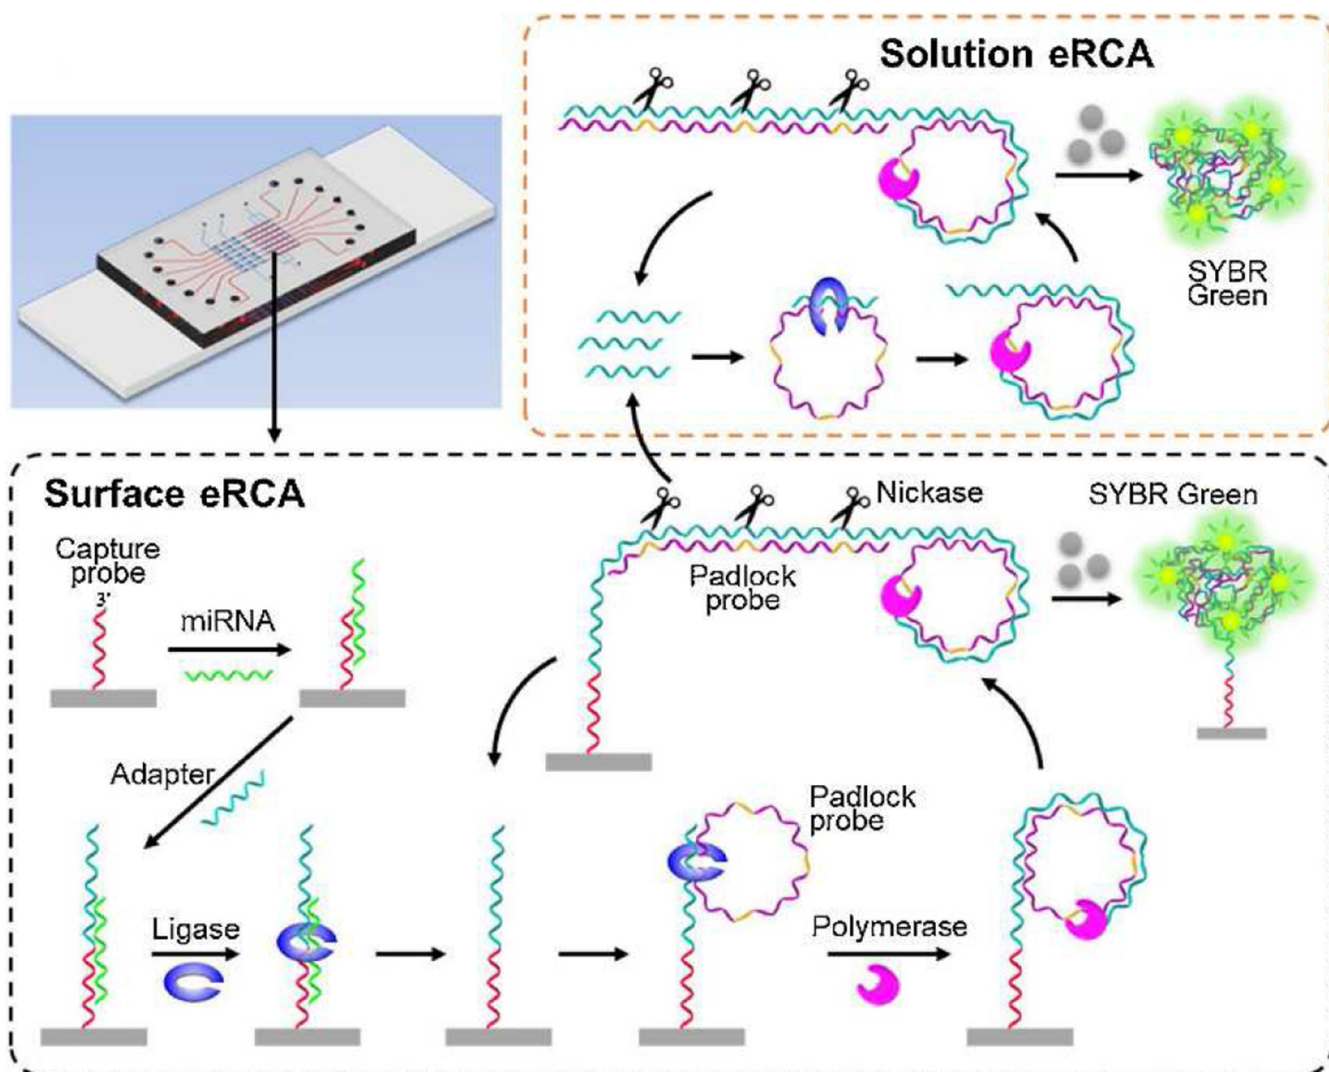 Solution eRCA
SYBR
Green
Surface eRCA
Nickase
SYBR Green
Capture
probe
3'
miRNA
Padlock
probe
Adapter
Padlock
probe
Ligase
Polymerase